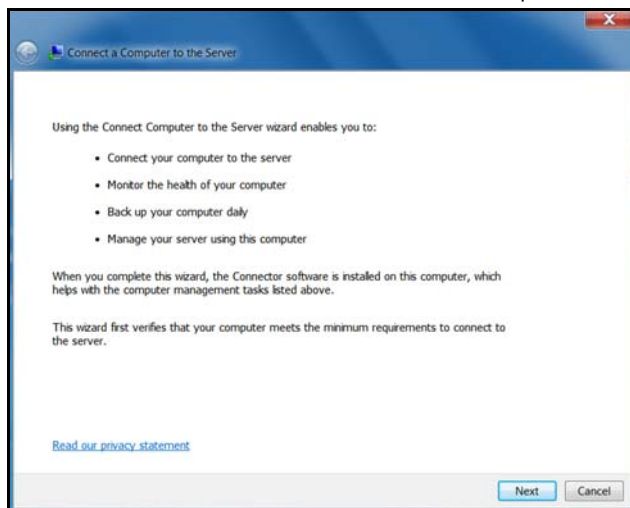 Connect a Computer to the Server
Using the Connect Computer to the Server wizard enables you to:
• Connect your computer to the server
• Monitor the health of your computer
• Back up your computer daily
• Manage your server using this computer
When you complete this wizard, the Connector software is installed on this computer, which
helps with the computer management tasks listed above.
This wizard first verifies that your computer meets the minimum requirements to connect to
the server.
Read our privacy statement
Next Cancel